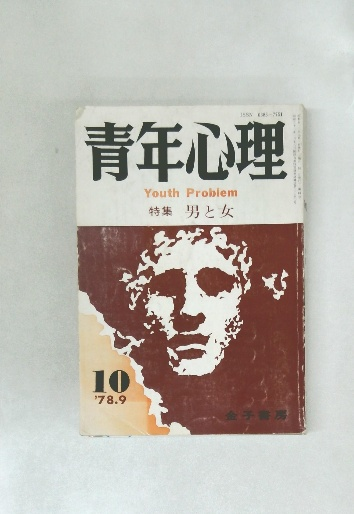 青年心理
Youth Problem
特集 男と女
10
'78.9
金子書房